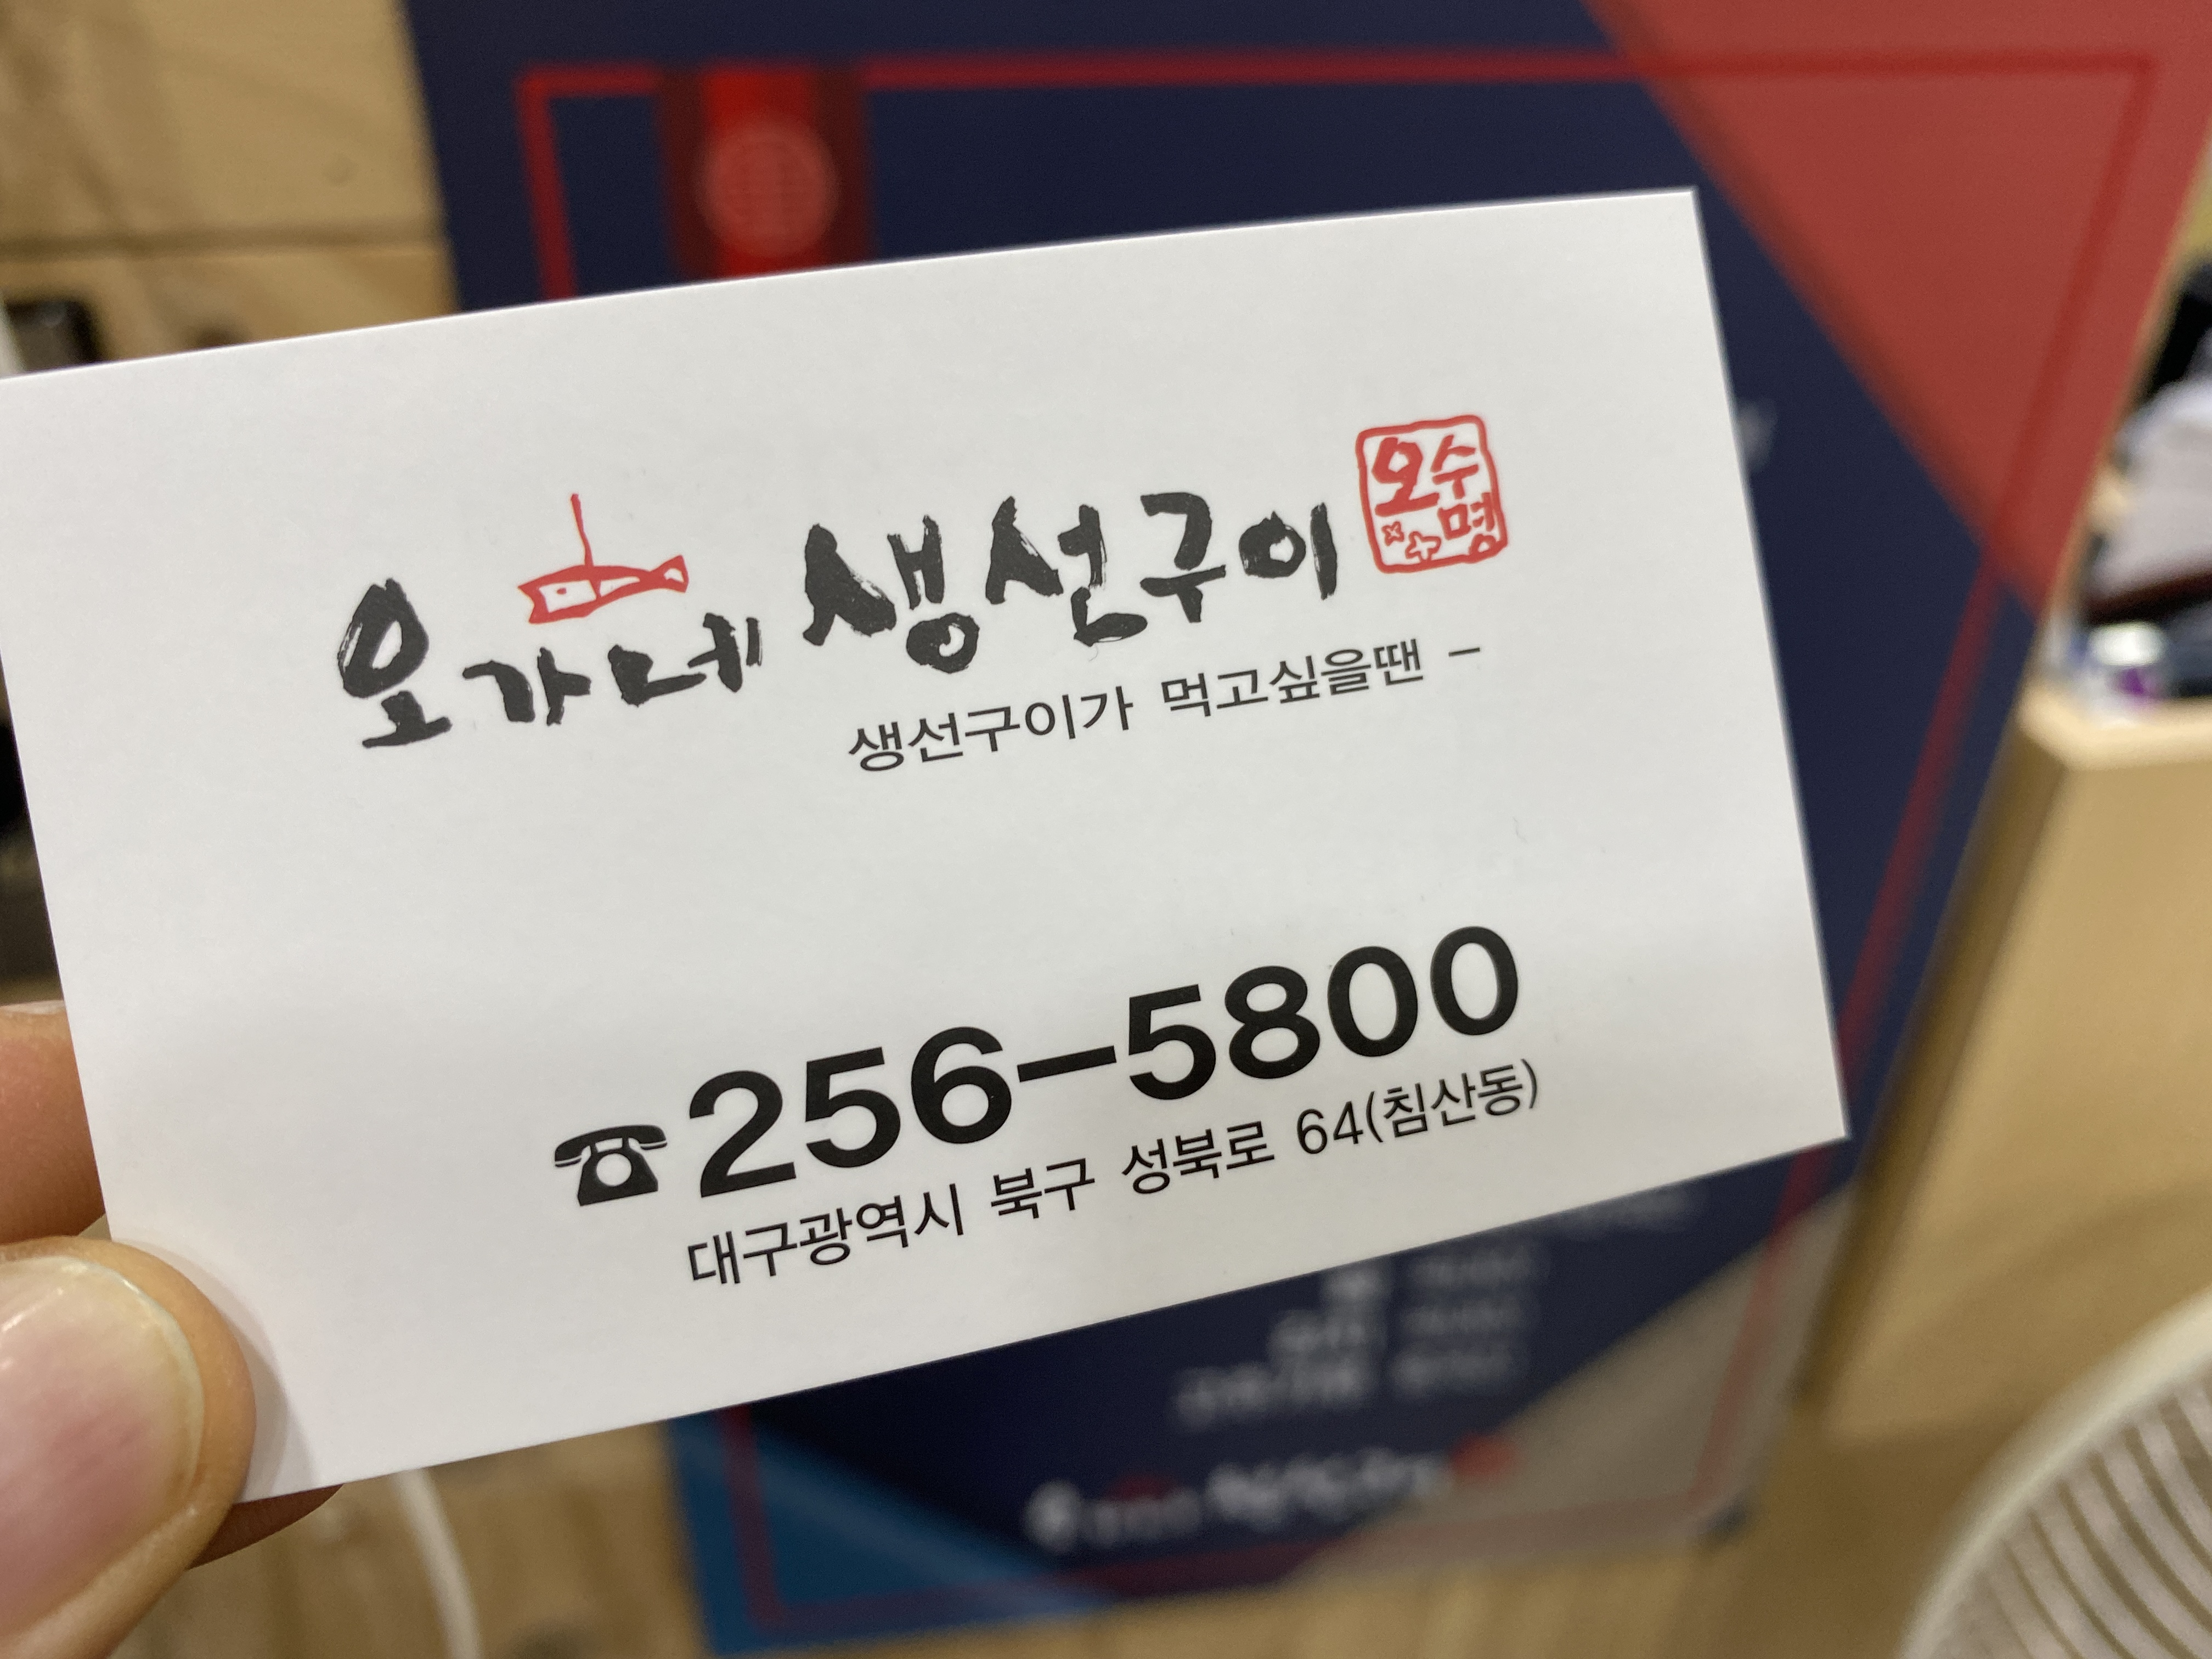 오가네 생선구이
오수
명
생선구이가 먹고싶을땐 –
☎256–5800
대구광역시 북구 성북로 64(침산동)